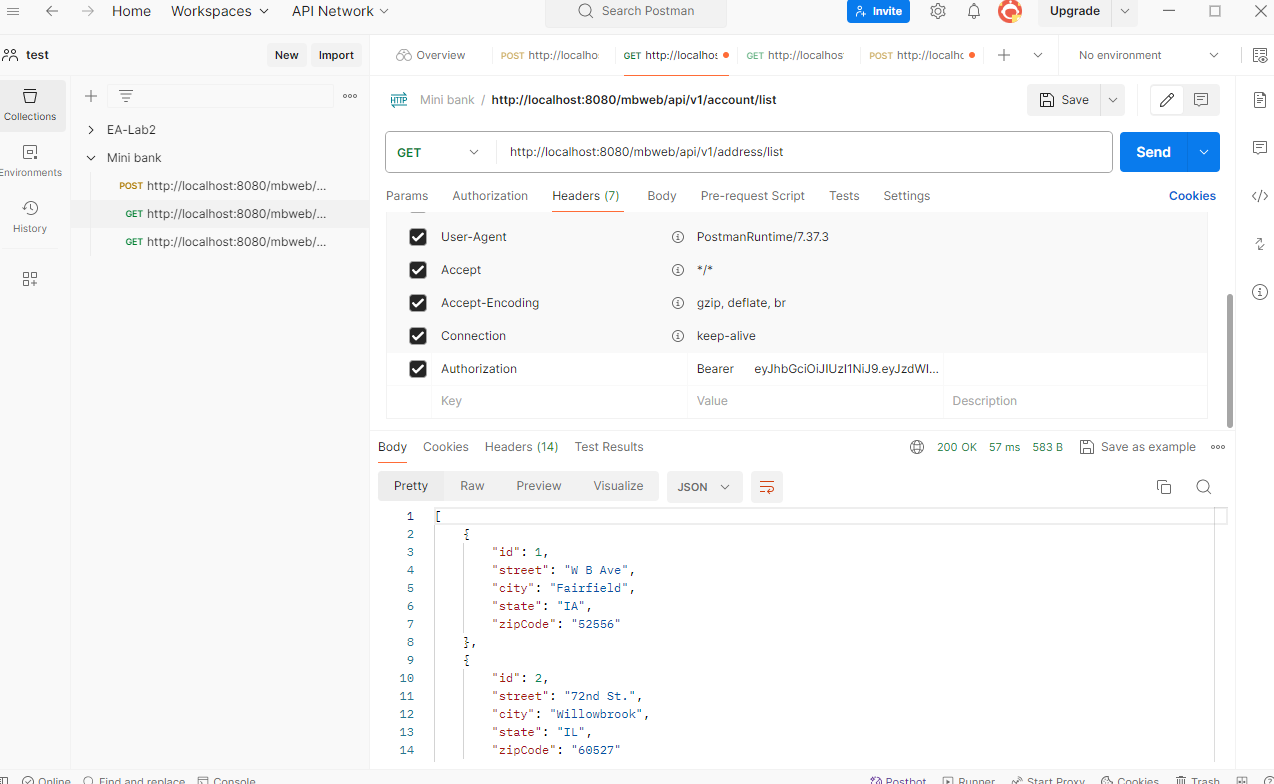 Home Workspaces API Network Search Postman Invite Upgrade
test New Import Overview POST http://localho GET http://localhos GET http://localhos POST http://localhc No environment
Mini bank / http://localhost:8080/mbweb/api/v1/account/list Save
Collections
EA-Lab2
Mini bank
POST http://localhost:8080/mbweb/...
GET http://localhost:8080/mbweb/...
GET http://localhost:8080/mbweb/...
Environments
History
GET http://localhost:8080/mbweb/api/v1/address/list Send
Params Authorization Headers (7) Body Pre-request Script Tests Settings Cookies
User-Agent PostmanRuntime/7.37.3
Accept */*
Accept-Encoding gzip, deflate, br
Connection keep-alive
Authorization Bearer eyJhbGciOiJIUzI1NiJ9.eyJzdWI...
Key Value Description
Body Cookies Headers (14) Test Results 200 OK 57 ms 583 B Save as example
Pretty Raw Preview Visualize JSON
1 [
2 {
3 "id": 1,
4 "street": "W B Ave",
5 "city": "Fairfield",
6 "state": "IA",
7 "zipCode": "52556"
8 },
9 {
10 "id": 2,
11 "street": "72nd St.",
12 "city": "Willowbrook",
13 "state": "IL",
14 "zipCode": "60527"
Online Find and replace Console Postbot Runner Start Proxy Cookies Trash